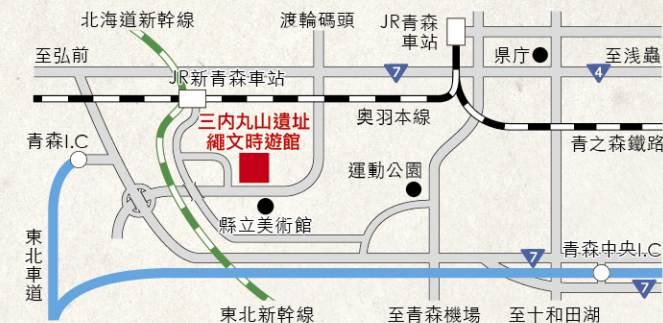 北海道新幹線
渡輪碼頭
JR青森
車站
県庁
至弘前
7
4
至浅蟲
JR新青森車站
奧羽本線
三內丸山遺址
繩文時遊館
青森I.C
青之森鐵路
運動公園
縣立美術館
東北車道
7
青森中央I.C
7
東北新幹線
至青森機場
至十和田湖